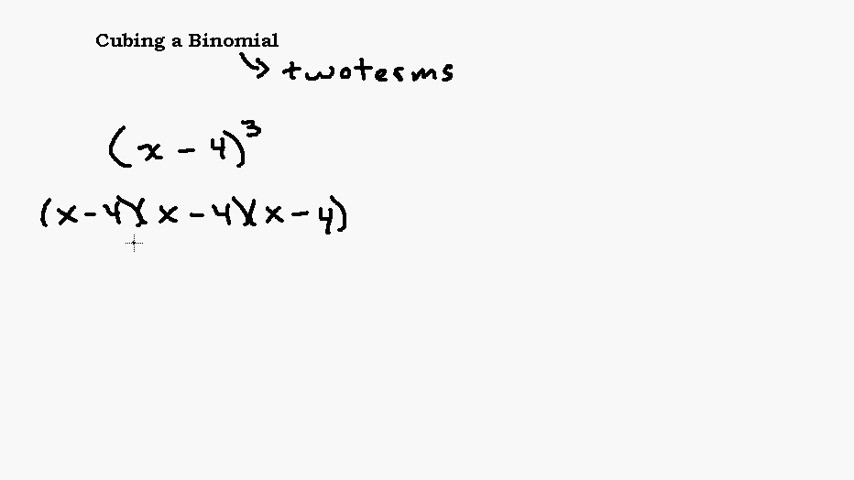 Cubing a Binomial
twoterms
(x - 4)³
(x - 4)(x - 4)(x - 4)